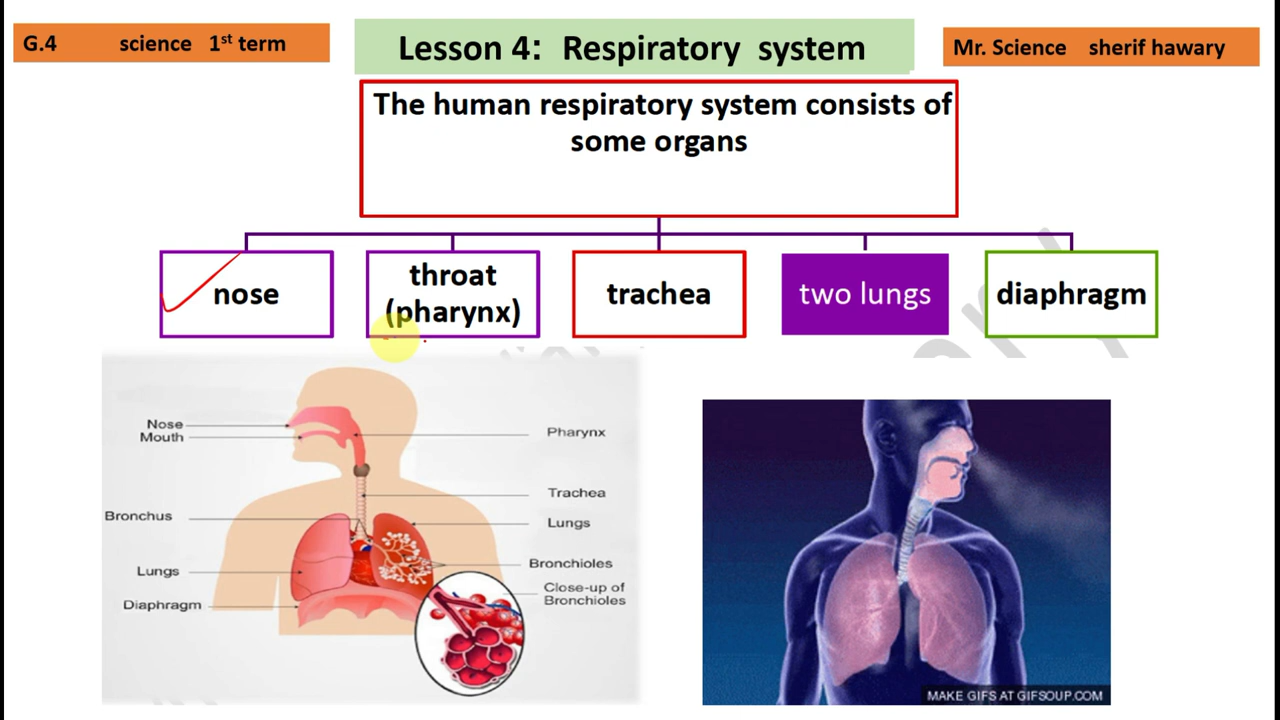 G.4 science 1st term
Lesson 4: Respiratory system
Mr. Science sherif hawary
The human respiratory system consists of
some organs
nose
throat
(pharynx)
trachea
two lungs
diaphragm
Nose
Mouth
Pharynx
Trachea
Bronchus
Lungs
Bronchioles
Lungs
Close-up of
Bronchioles
Diaphragm
MAKE GIFS AT GIFSOUP.COM